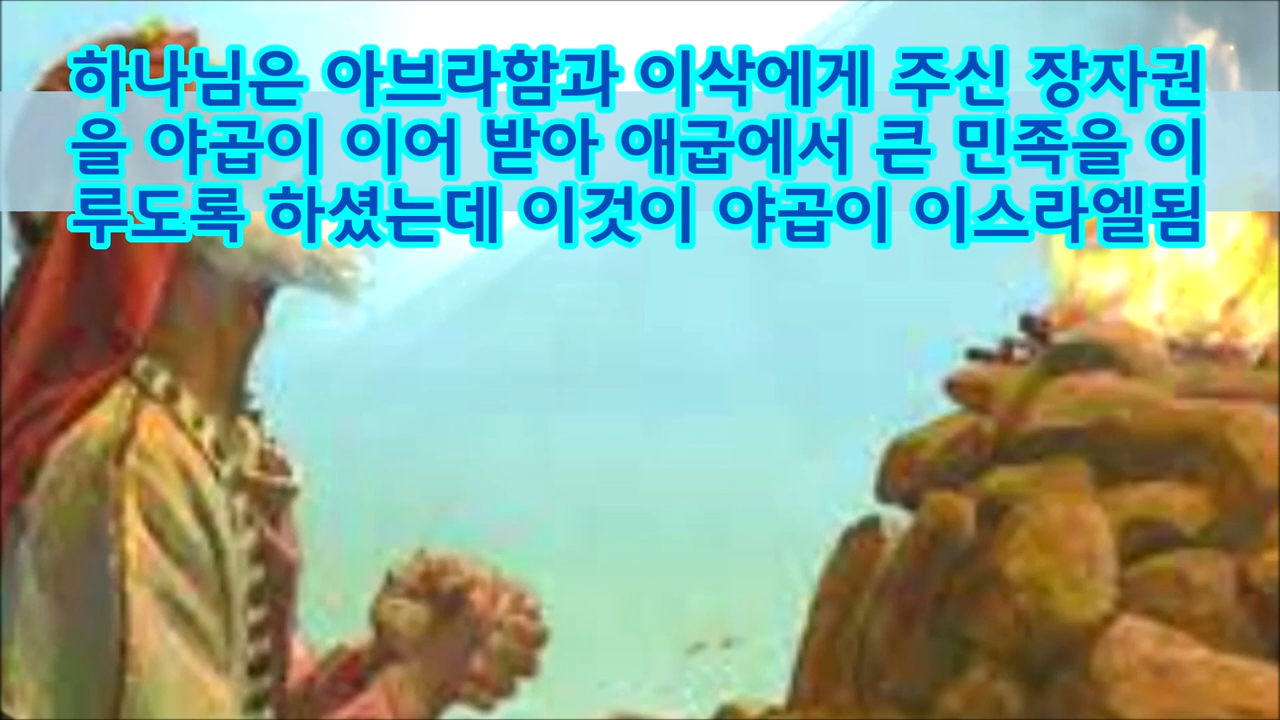 하나님은 아브라함과 이삭에게 주신 장자권
을 야곱이 이어 받아 애굽에서 큰 민족을 이
루도록 하셨는데 이것이 야곱이 이스라엘됨